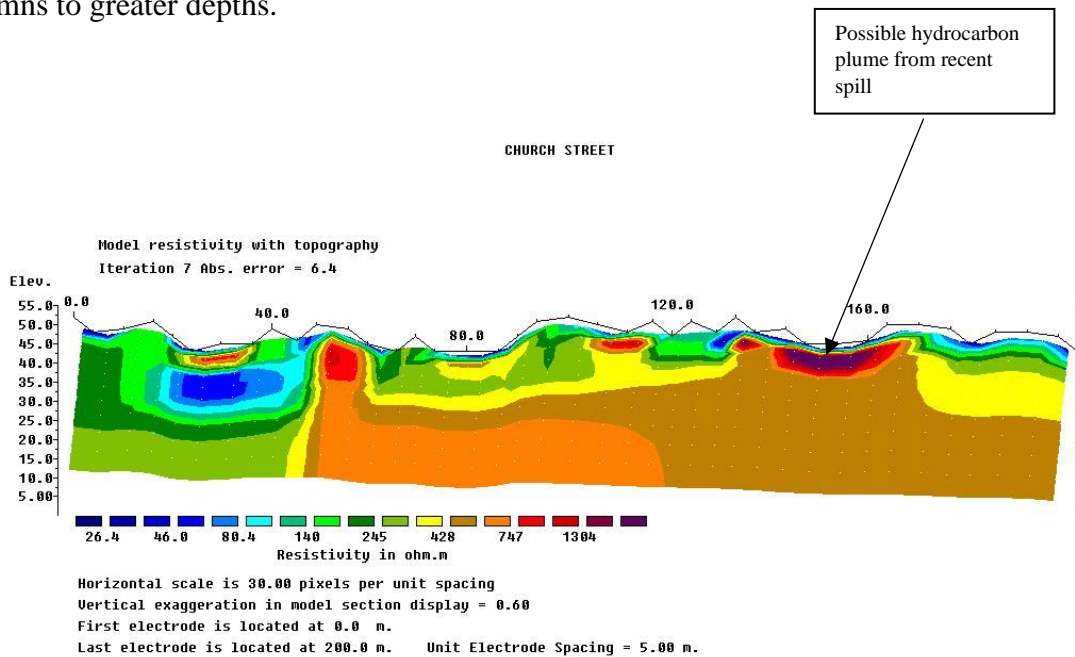 mns to greater depths.
Possible hydrocarbon
plume from recent
spill
CHURCH STREET
Model resistivity with topography
Iteration 7 Abs. error = 6.4
Elev.
55.0
0.0
40.0
80.0
120.0
160.0
50.0
45.0
40.0
35.0
30.0
25.0
20.0
15.0
10.0
5.00
26.4 46.0 80.4 140 245 428 747 1304
Resistivity in ohm.m
Horizontal scale is 30.00 pixels per unit spacing
Vertical exaggeration in model section display = 0.60
First electrode is located at 0.0 m.
Last electrode is located at 200.0 m. Unit Electrode Spacing = 5.00 m.